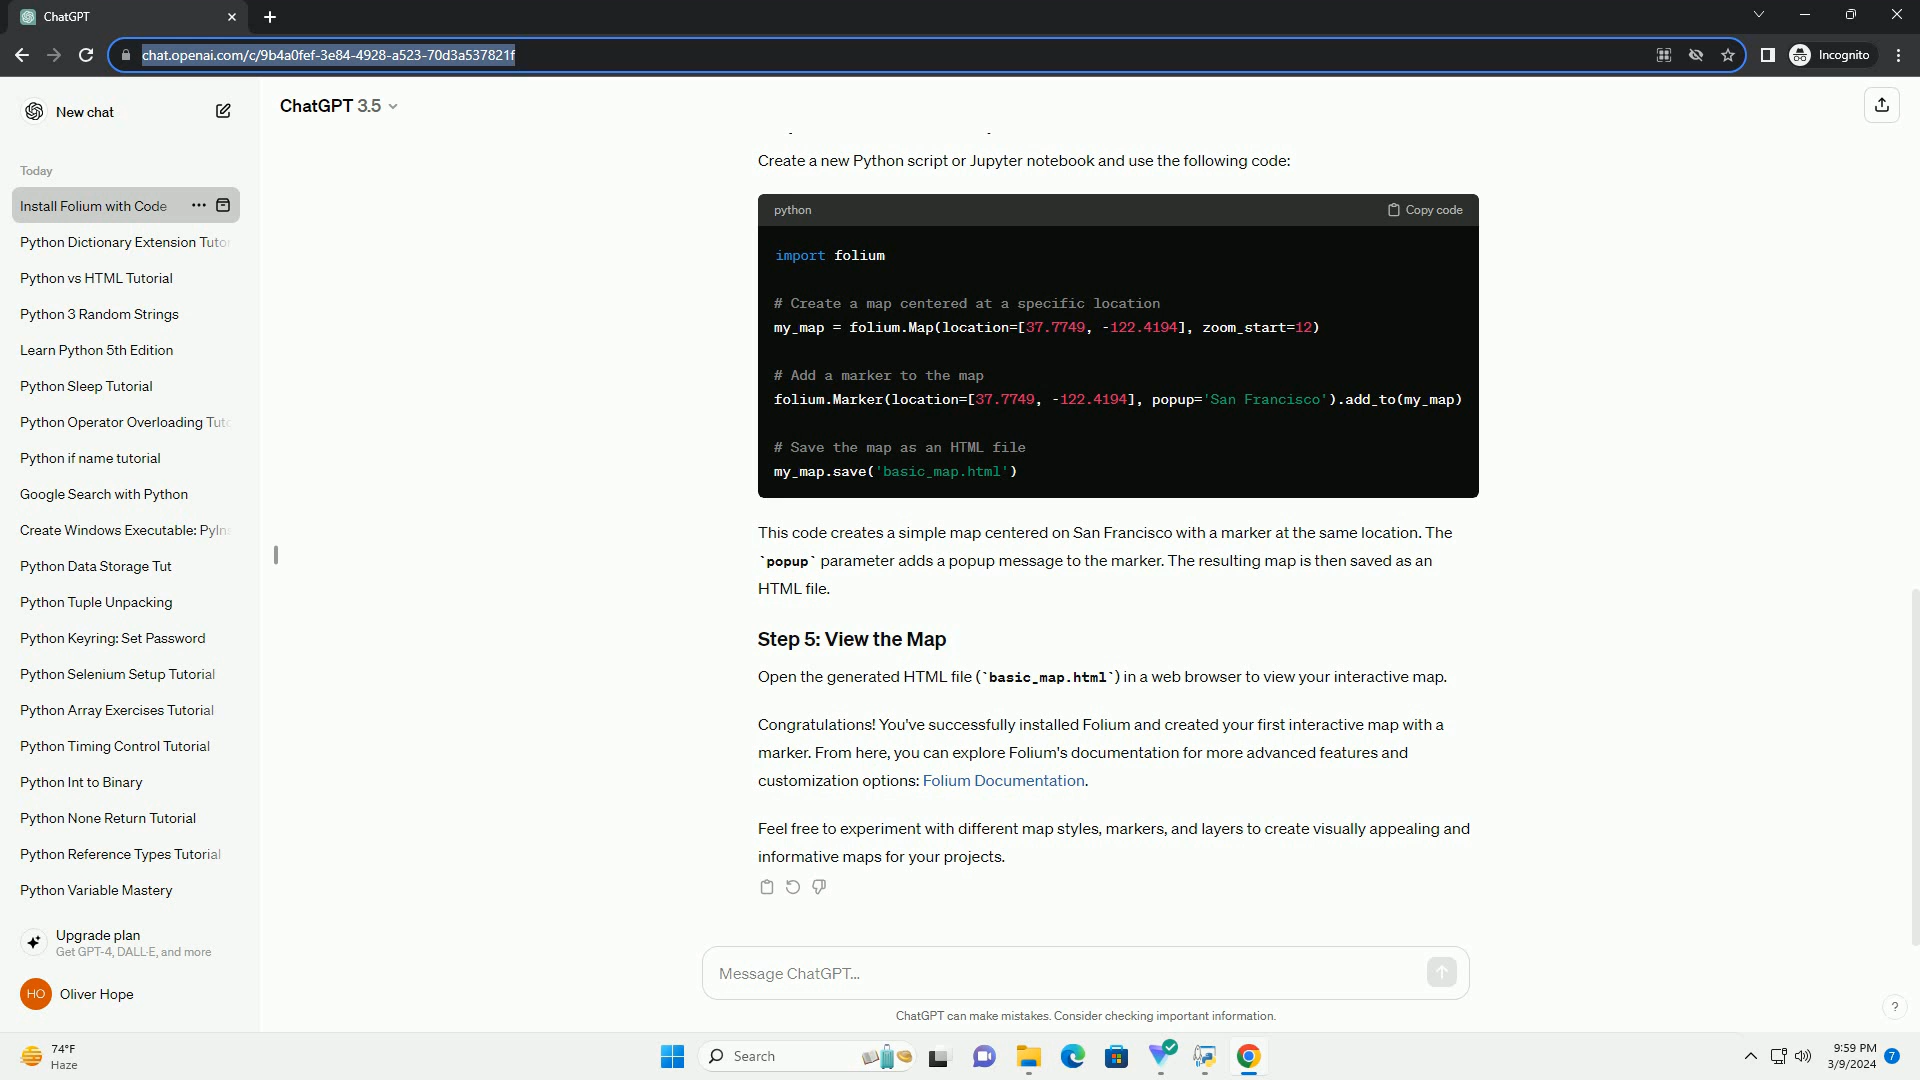 ChatGPT
chat.openai.com/c/9b4a0fef-3e84-4928-a523-70d3a537821f
Incognito
New chat
ChatGPT 3.5
Today
Install Folium with Code
Python Dictionary Extension Tutor
Python vs HTML Tutorial
Python 3 Random Strings
Learn Python 5th Edition
Python Sleep Tutorial
Python Operator Overloading Tuto
Python if name tutorial
Google Search with Python
Create Windows Executable: PyIns
Python Data Storage Tut
Python Tuple Unpacking
Python Keyring: Set Password
Python Selenium Setup Tutorial
Python Array Exercises Tutorial
Python Timing Control Tutorial
Python Int to Binary
Python None Return Tutorial
Python Reference Types Tutorial
Python Variable Mastery
Upgrade plan
Get GPT-4, DALL·E, and more
HO Oliver Hope
Create a new Python script or Jupyter notebook and use the following code:
python
Copy code
import folium
# Create a map centered at a specific location
my_map = folium.Map(location=[37.7749, -122.4194], zoom_start=12)
# Add a marker to the map
folium.Marker(location=[37.7749, -122.4194], popup='San Francisco').add_to(my_map)
# Save the map as an HTML file
my_map.save('basic_map.html')
This code creates a simple map centered on San Francisco with a marker at the same location. The
`popup` parameter adds a popup message to the marker. The resulting map is then saved as an
HTML file.
Step 5: View the Map
Open the generated HTML file (`basic_map.html`) in a web browser to view your interactive map.
Congratulations! You've successfully installed Folium and created your first interactive map with a
marker. From here, you can explore Folium's documentation for more advanced features and
customization options: Folium Documentation.
Feel free to experiment with different map styles, markers, and layers to create visually appealing and
informative maps for your projects.
Message ChatGPT...
ChatGPT can make mistakes. Consider checking important information.
?
74°F
Haze
Search
9:59 PM
3/9/2024
7